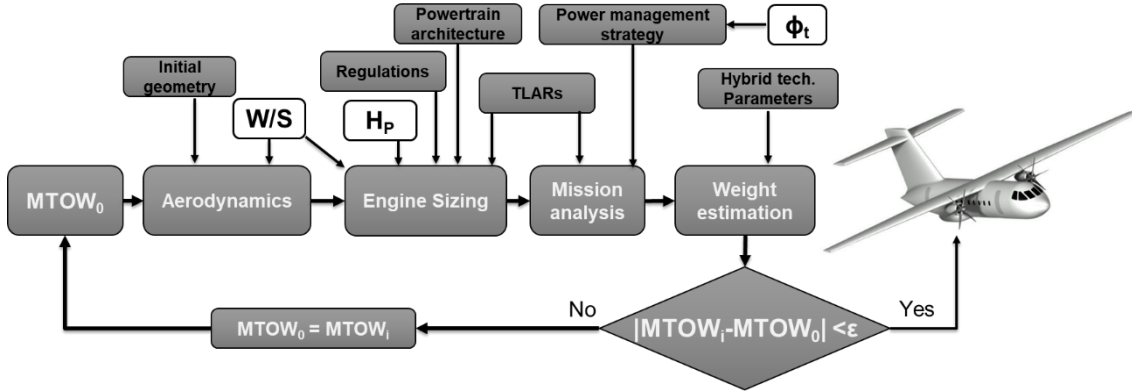 Powertrain
architecture
Power management
strategy
Φt
Initial
geometry
Regulations
TLARs
Hybrid tech.
Parameters
W/S
HP
MTOW0
Aerodynamics
Engine Sizing
Mission
analysis
Weight
estimation
No
Yes
MTOW0 = MTOWi
|MTOWi-MTOW0| <ε